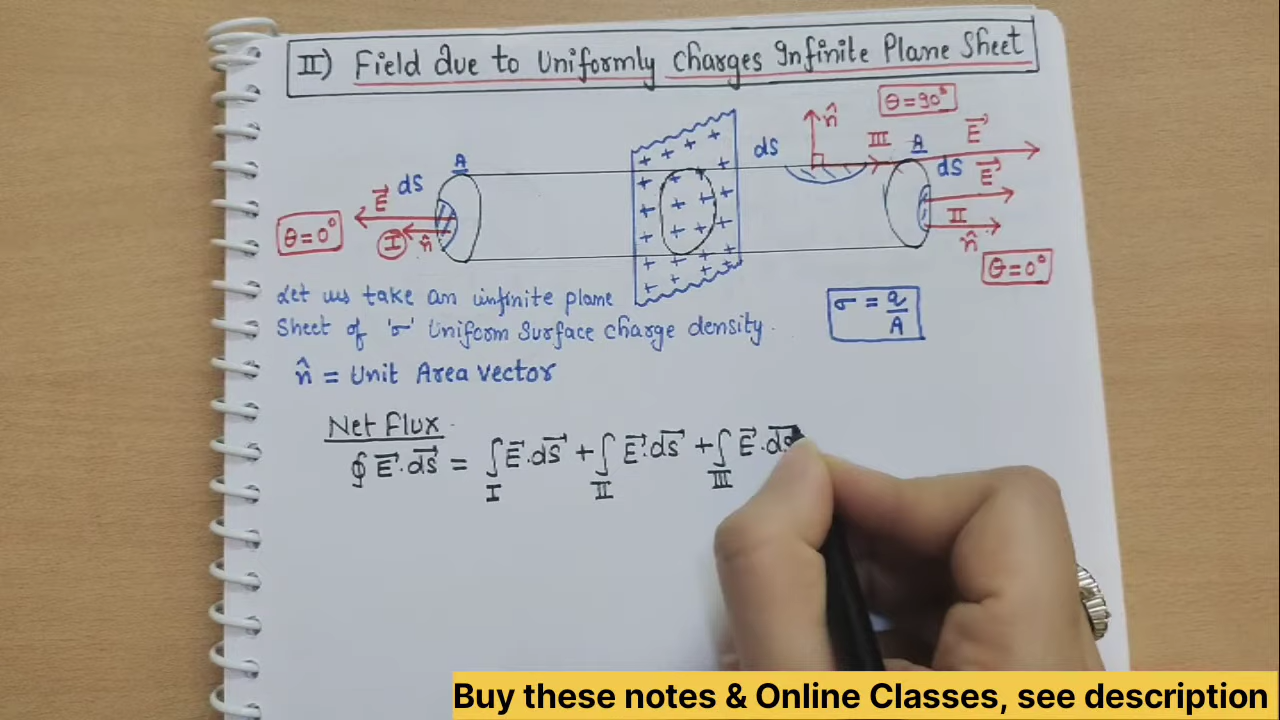 II) Field due to Uniformly Charges Infinite Plane Sheet
θ=90°
n̂
ds
III
A
E⃗
A
ds
E⃗
ds
E⃗
II
θ=0°
I
n̂
n̂
θ=0°
Let us take an infinite plane
Sheet of 'σ' Uniform Surface charge density.
σ = q/A
n̂ = Unit Area vector
Net Flux
∮ E⃗.ds⃗ = ∫ E⃗.ds⃗ + ∫ E⃗.ds⃗ + ∫ E⃗.ds⃗
I II III
Buy these notes & Online Classes, see description